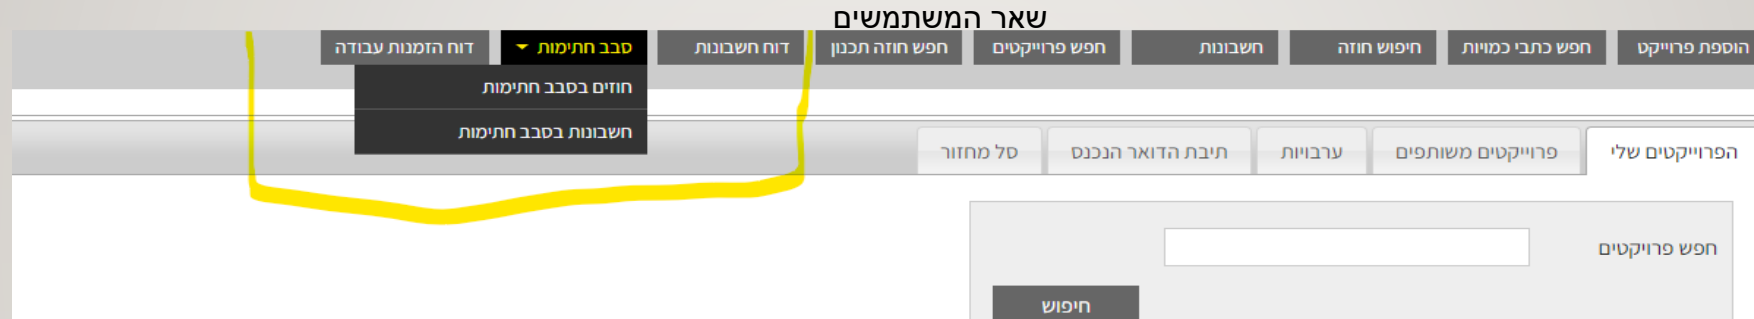 שאר המשתמשים
הוספת פרוייקט חפש כתבי כמויות חיפוש חוזה חשבונות חפש פרוייקטים חפש חוזה תכנון דוח חשבונות סבב חתימות דוח הזמנות עבודה
חוזים בסבב חתימות
חשבונות בסבב חתימות
הפרוייקטים שלי פרוייקטים משותפים ערבויות תיבת הדואר הנכנס סל מחזור
חפש פרויקטים
חיפוש